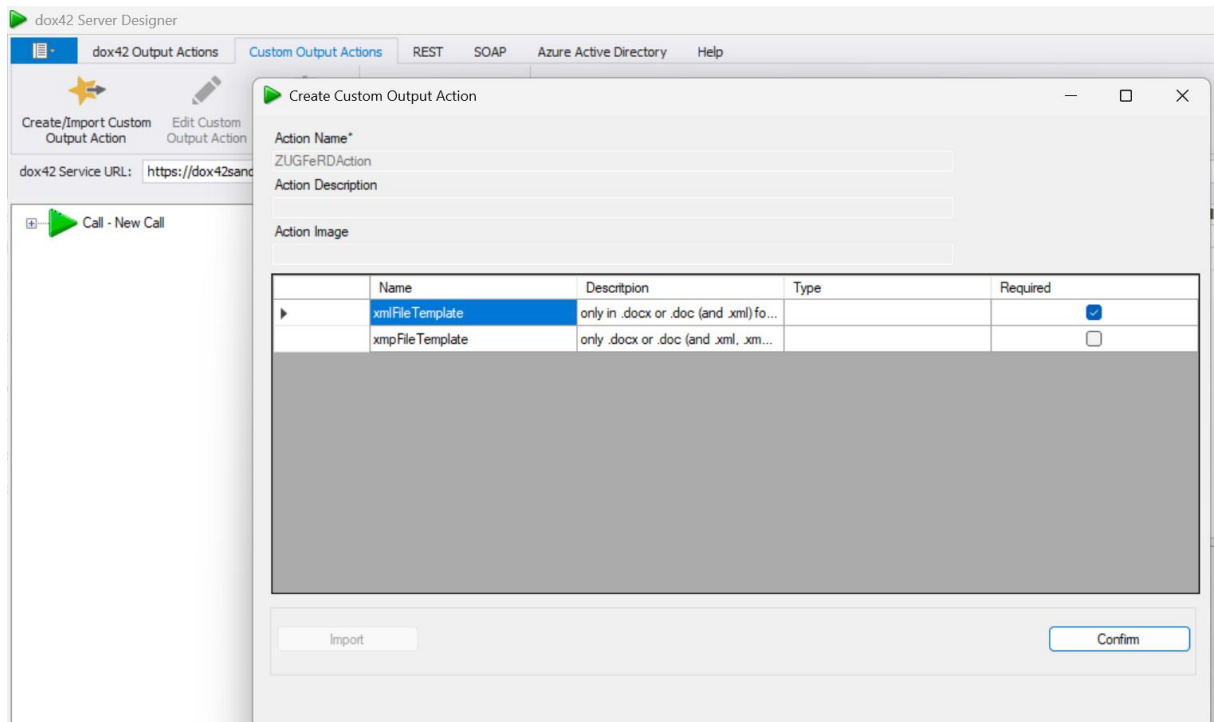 dox42 Server Designer
dox42 Output Actions Custom Output Actions REST SOAP Azure Active Directory Help
Create/Import Custom Output Action
Edit Custom Output Action
dox42 Service URL: https://dox42sand
Call - New Call
Create Custom Output Action
Action Name*
ZUGFeRDAction
Action Description
Action Image
Name Descritpion Type Required
xmlFileTemplate only in .docx or .doc (and .xml) fo...
xmpFileTemplate only .docx or .doc (and .xml, .xm...
Import Confirm